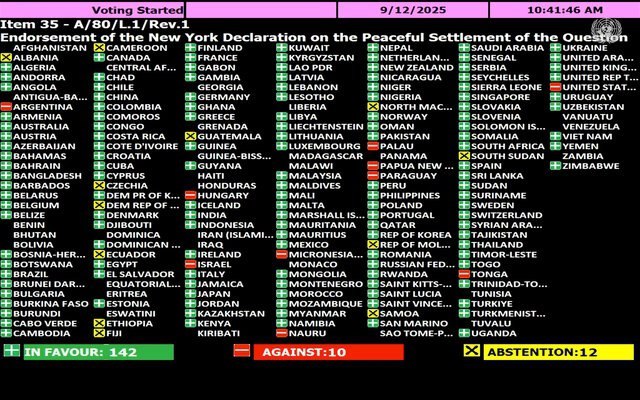 Voting Started
9/12/2025
10:41:46 AM
Item 35 - A/80/L.1/Rev.1
Endorsement of the New York Declaration on the Peaceful Settlement of the Question
AFGHANISTAN
ALBANIA
ALGERIA
ANDORRA
ANGOLA
ANTIGUA-BA...
ARGENTINA
ARMENIA
AUSTRALIA
AUSTRIA
AZERBAIJAN
BAHAMAS
BAHRAIN
BANGLADESH
BARBADOS
BELARUS
BELGIUM
BELIZE
BENIN
BHUTAN
BOLIVIA
BOSNIA-HER...
BOTSWANA
BRAZIL
BRUNEI DAR...
BULGARIA
BURKINA FASO
BURUNDI
CABO VERDE
CAMBODIA
CAMEROON
CANADA
CENTRAL AF...
CHAD
CHILE
CHINA
COLOMBIA
COMOROS
CONGO
COSTA RICA
COTE D'IVOIRE
CROATIA
CUBA
CYPRUS
CZECHIA
DEM PR OF K...
DEM REP OF ...
DENMARK
DJIBOUTI
DOMINICA
DOMINICAN ...
ECUADOR
EGYPT
EL SALVADOR
EQUATORIAL...
ERITREA
ESTONIA
ESWATINI
ETHIOPIA
FIJI
FINLAND
FRANCE
GABON
GAMBIA
GEORGIA
GERMANY
GHANA
GREECE
GRENADA
GUATEMALA
GUINEA
GUINEA-BISS...
GUYANA
HAITI
HONDURAS
HUNGARY
ICELAND
INDIA
INDONESIA
IRAN (ISLAMI...
IRAQ
IRELAND
ISRAEL
ITALY
JAMAICA
JAPAN
JORDAN
KAZAKHSTAN
KENYA
KIRIBATI
KUWAIT
KYRGYZSTAN
LAO PDR
LATVIA
LEBANON
LESOTHO
LIBERIA
LIBYA
LIECHTENSTEIN
LITHUANIA
LUXEMBOURG
MADAGASCAR
MALAWI
MALAYSIA
MALDIVES
MALI
MALTA
MARSHALL IS...
MAURITANIA
MAURITIUS
MEXICO
MICRONESIA...
MONACO
MONGOLIA
MONTENEGRO
MOROCCO
MOZAMBIQUE
MYANMAR
NAMIBIA
NAURU
NEPAL
NETHERLAN...
NEW ZEALAND
NICARAGUA
NIGER
NIGERIA
NORTH MAC...
NORWAY
OMAN
PAKISTAN
PALAU
PANAMA
PAPUA NEW ...
PARAGUAY
PERU
PHILIPPINES
POLAND
PORTUGAL
QATAR
REP OF KOREA
REP OF MOL...
ROMANIA
RUSSIAN FED...
RWANDA
SAINT KITTS-...
SAINT LUCIA
SAINT VINCE...
SAMOA
SAN MARINO
SAO TOME-P...
SAUDI ARABIA
SENEGAL
SERBIA
SEYCHELLES
SIERRA LEONE
SINGAPORE
SLOVAKIA
SLOVENIA
SOLOMON IS...
SOMALIA
SOUTH AFRICA
SOUTH SUDAN
SPAIN
SRI LANKA
SUDAN
SURINAME
SWEDEN
SWITZERLAND
SYRIAN ARA...
TAJIKISTAN
THAILAND
TIMOR-LESTE
TOGO
TONGA
TRINIDAD-TO...
TUNISIA
TÜRKİYE
TURKMENIST...
TUVALU
UGANDA
UKRAINE
UNITED ARA...
UNITED KING...
UNITED REP T...
UNITED STAT...
URUGUAY
UZBEKISTAN
VANUATU
VENEZUELA
VIET NAM
YEMEN
ZAMBIA
ZIMBABWE
IN FAVOUR: 142
AGAINST:10
ABSTENTION:12